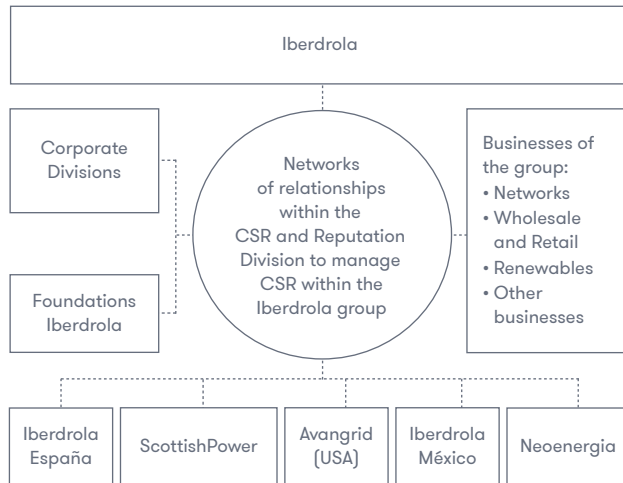 Iberdrola
Corporate
Divisions
Foundations
Iberdrola
Networks
of relationships
within the
CSR and Reputation
Division to manage
CSR within the
Iberdrola group
Businesses of
the group:
• Networks
• Wholesale
and Retail
• Renewables
• Other
businesses
Iberdrola
España
ScottishPower
Avangrid
(USA)
Iberdrola
México
Neoenergia